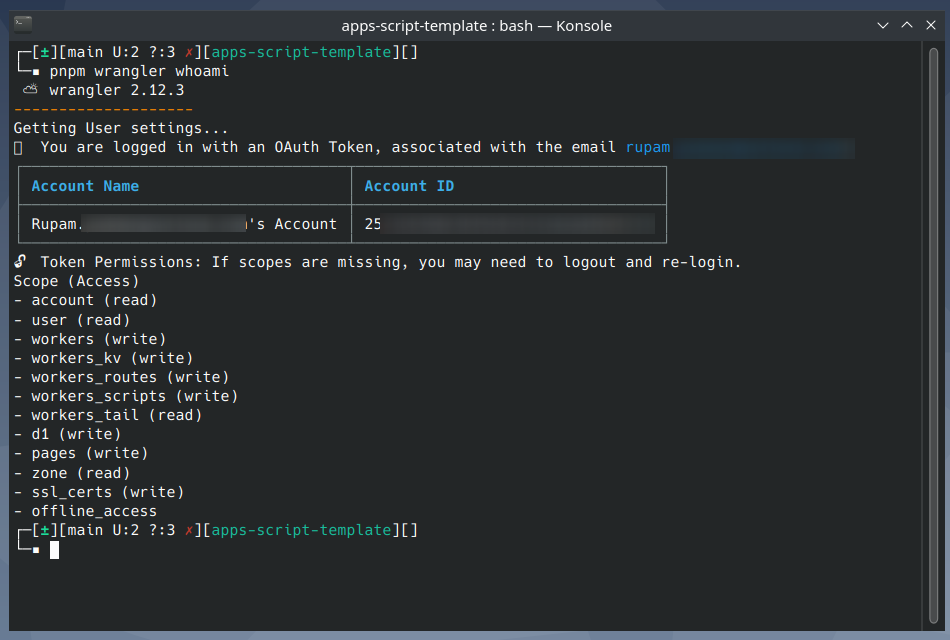 apps-script-template : bash — Konsole
┌─[±][main U:2 ?:3 ✗][apps-script-template][]
└─▪ pnpm wrangler whoami
⛅ wrangler 2.12.3
--------------------
Getting User settings...
You are logged in with an OAuth Token, associated with the email rupam
Account Name Account ID
Rupam. 's Account 25
🔓 Token Permissions: If scopes are missing, you may need to logout and re-login.
Scope (Access)
- account (read)
- user (read)
- workers (write)
- workers_kv (write)
- workers_routes (write)
- workers_scripts (write)
- workers_tail (read)
- d1 (write)
- pages (write)
- zone (read)
- ssl_certs (write)
- offline_access
┌─[±][main U:2 ?:3 ✗][apps-script-template][]
└─▪